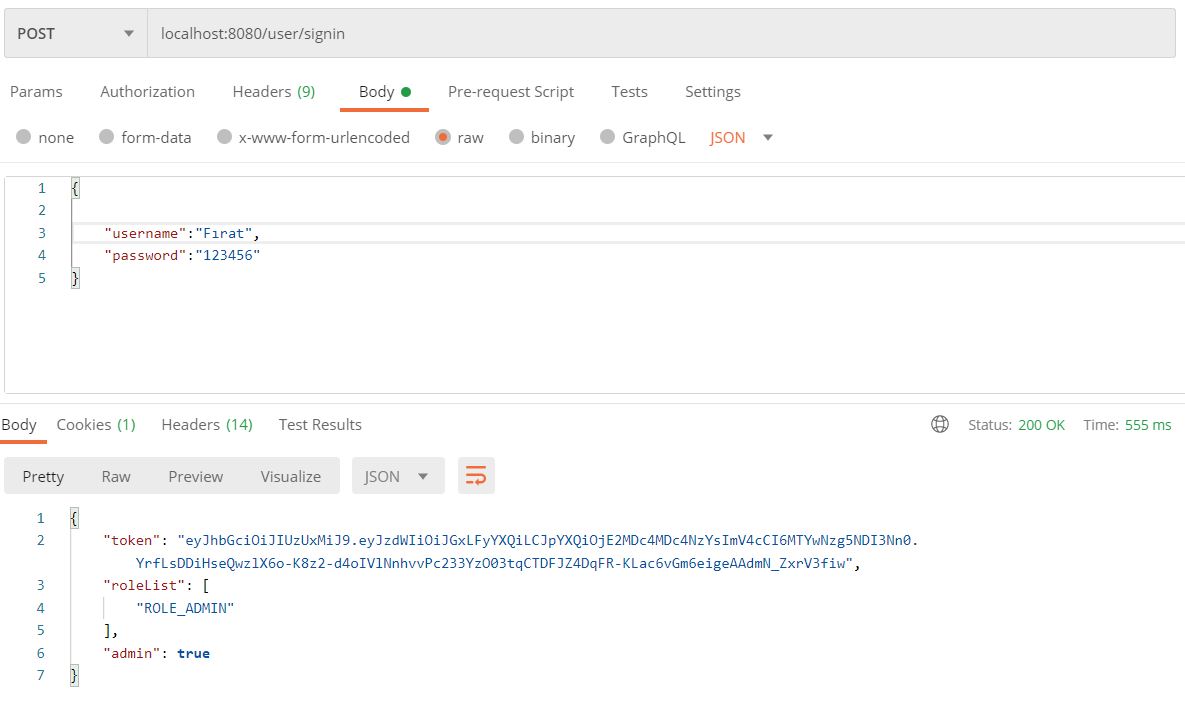 POST localhost:8080/user/signin
Params Authorization Headers (9) Body Pre-request Script Tests Settings
none form-data x-www-form-urlencoded raw binary GraphQL JSON
1 {
2
3 "username":"Fırat",
4 "password":"123456"
5 }
Body Cookies (1) Headers (14) Test Results Status: 200 OK Time: 555 ms
Pretty Raw Preview Visualize JSON
1 {
2 "token": "eyJhbGciOiJIUzUxMiJ9.eyJzdWIiOiJGxLFyYXQiLCJpYXQiOjE2MDc4MDc4NzYsImV4cCI6MTYwNzg5NDI3Nn0.
YrfLsDDiHseQwzlX6o-K8z2-d4oIVlNnhvvPc233YzO03tqCTDFJZ4DqFR-KLac6vGm6eigeAAdmN_ZxrV3fiw",
3 "roleList": [
4 "ROLE_ADMIN"
5 ],
6 "admin": true
7 }